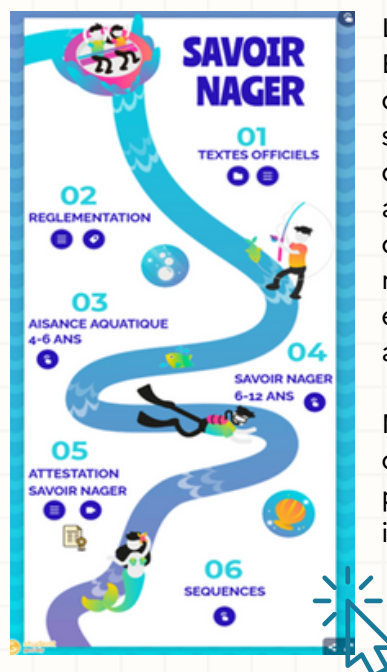 SAVOIR
NAGER
01
TEXTES OFFICIELS
02
REGLEMENTATION
03
AISANCE AQUATIQUE
4-6 ANS
04
SAVOIR NAGER
6-12 ANS
05
ATTESTATION
SAVOIR NAGER
06
SEQUENCES